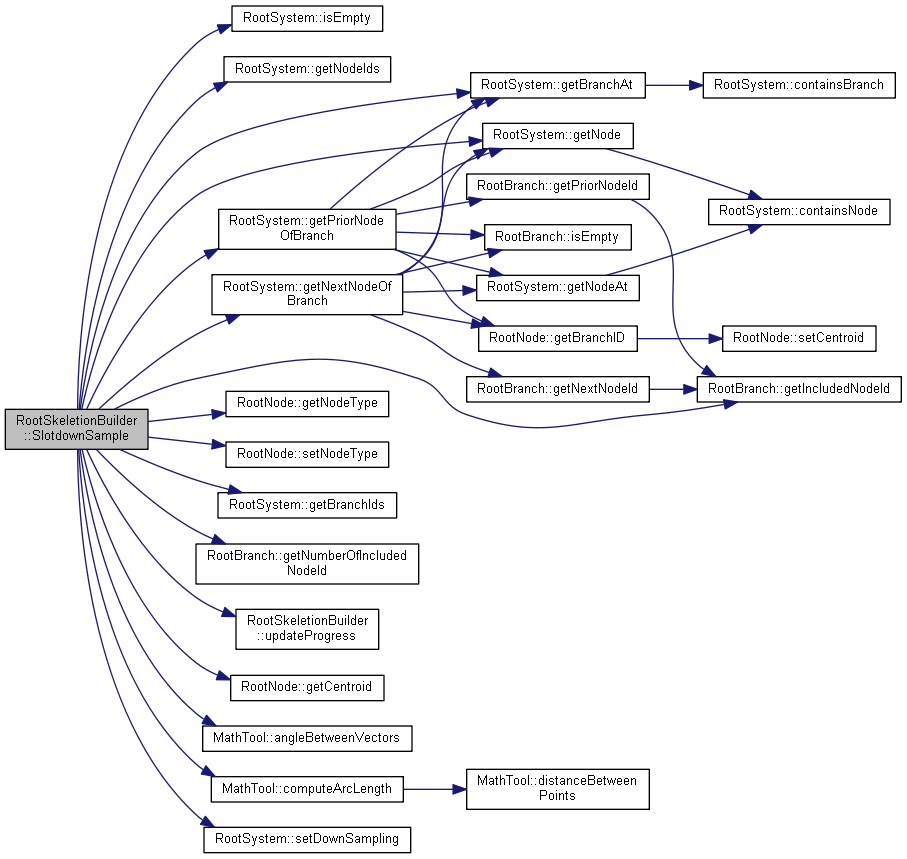 RootSystem::isEmpty
RootSystem::getNodeIds
RootSystem::getBranchAt
RootSystem::containsBranch
RootSystem::getNode
RootBranch::getPriorNodeId
RootSystem::containsNode
RootSystem::getPriorNode
OfBranch
RootBranch::isEmpty
RootSystem::getNextNodeOf
Branch
RootSystem::getNodeAt
RootNode::getBranchID
RootNode::setCentroid
RootBranch::getNextNodeId
RootBranch::getIncludedNodeId
RootNode::getNodeType
RootSkeletionBuilder
::SlotdownSample
RootNode::setNodeType
RootSystem::getBranchIds
RootBranch::getNumberOfIncluded
NodeId
RootSkeletionBuilder
::updateProgress
RootNode::getCentroid
MathTool::angleBetweenVectors
MathTool::computeArcLength
MathTool::distanceBetween
Points
RootSystem::setDownSampling